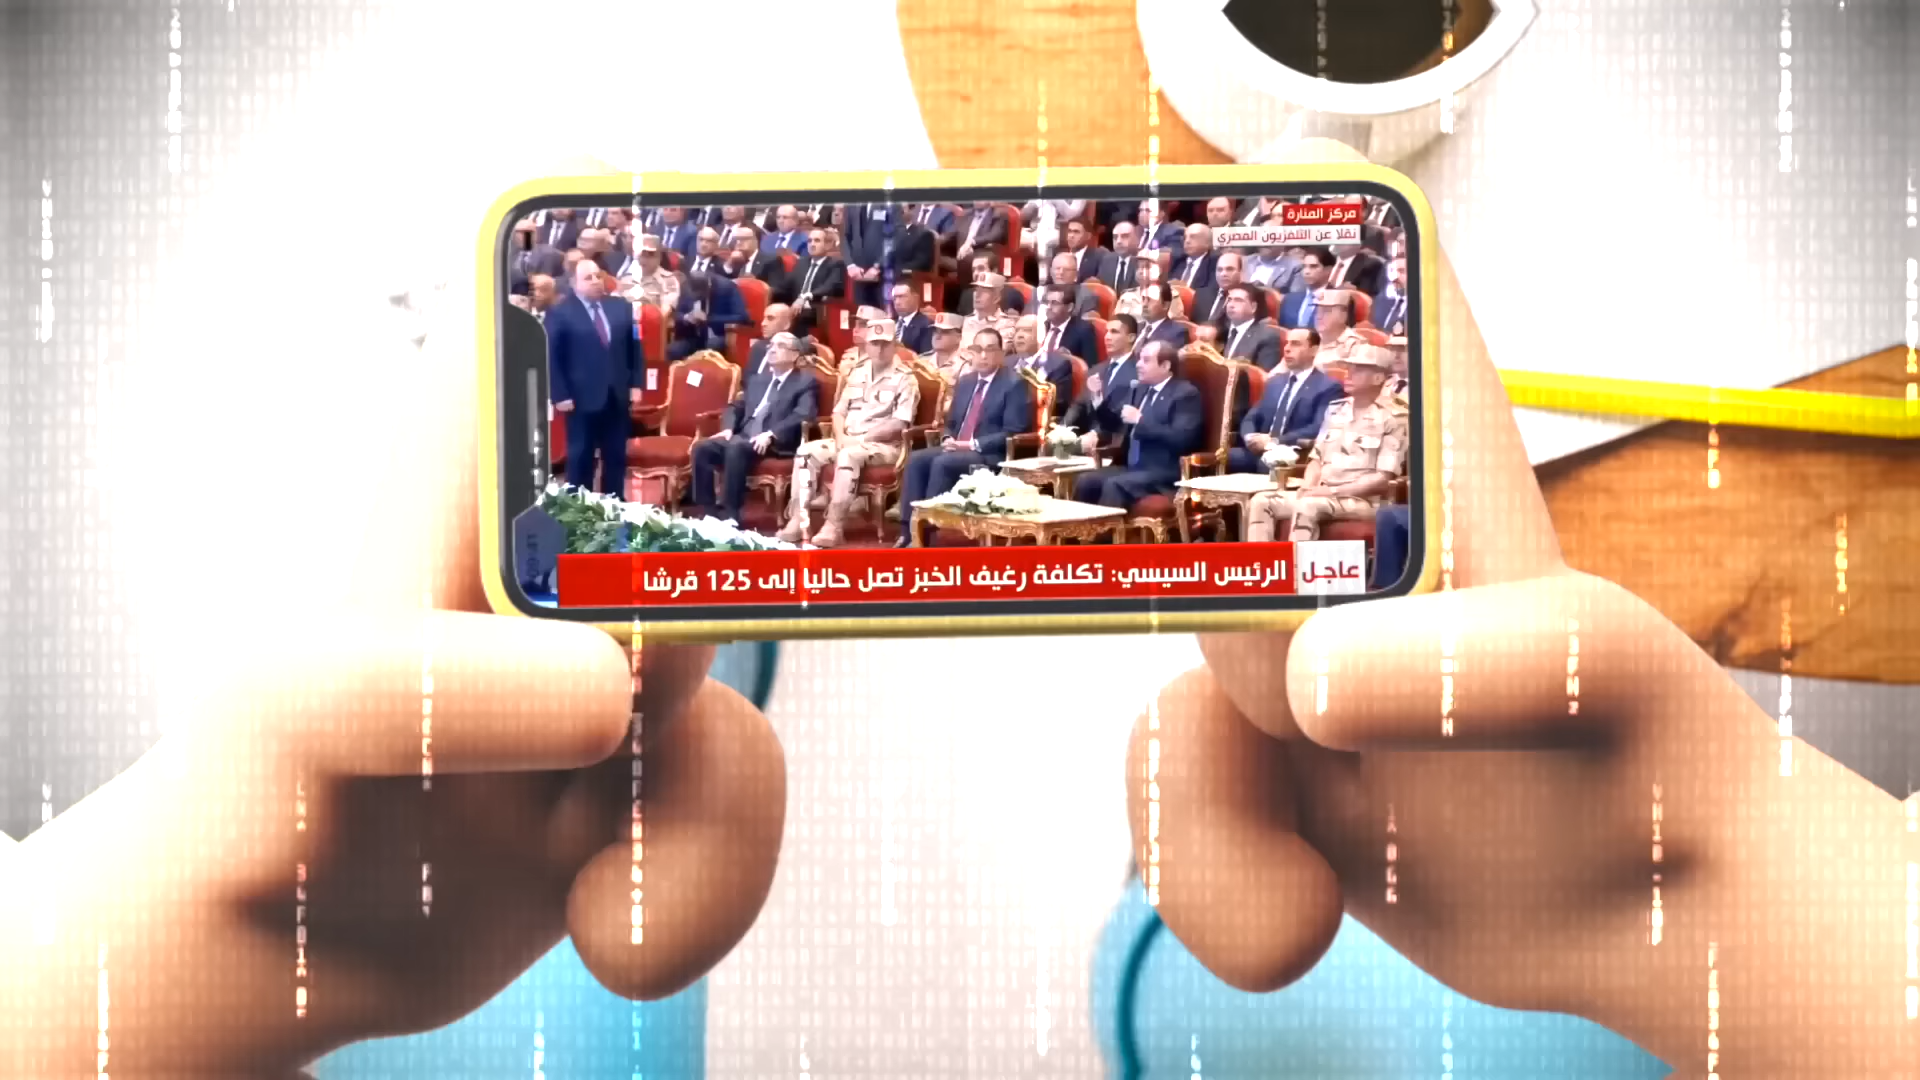 مركز المنارة
نقلا عن التلفزيون المصري
عاجل
الرئيس السيسي: تكلفة رغيف الخبز تصل حاليا إلى 125 قرشا